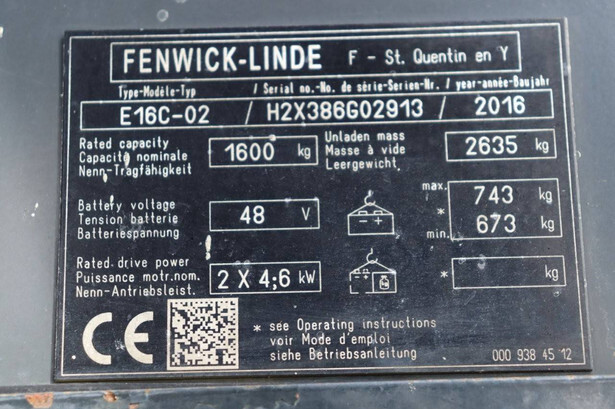 FENWICK-LINDE F - St. Quentin en Y
Type-Modèle-Typ / Serial no.-No. de série-Serien-Nr. / year-année-Baujahr
E16C-02 / H2X386G02913 / 2016
Rated capacity
Capacité nominale
Nenn-Tragfähigkeit
1600 kg
Unladen mass
Masse à vide
Leergewicht
2635 kg
Battery voltage
Tension batterie
Batteriespannung
48 V
max. 743 kg
*
min. 673 kg
Rated drive power
Puissance motr.nom.
Nenn-Antriebsleist.
2 X 4;6 kW
* kg
CE
* see Operating instructions
voir Mode d'emploi
siehe Betriebsanleitung
000 938 45 12